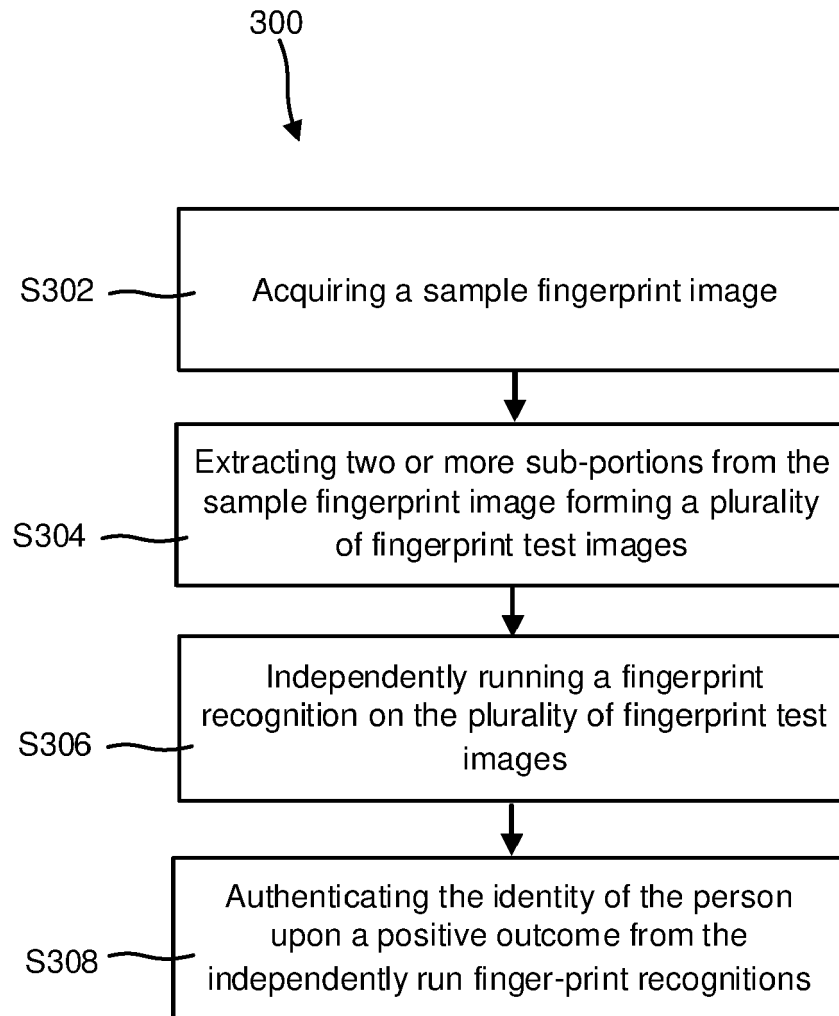 300
S302
Acquiring a sample fingerprint image
Extracting two or more sub-portions from the
sample fingerprint image forming a plurality
of fingerprint test images
S304
Independently running a fingerprint
recognition on the plurality of fingerprint test
images
S306
Authenticating the identity of the person
upon a positive outcome from the
independently run finger-print recognitions
S308